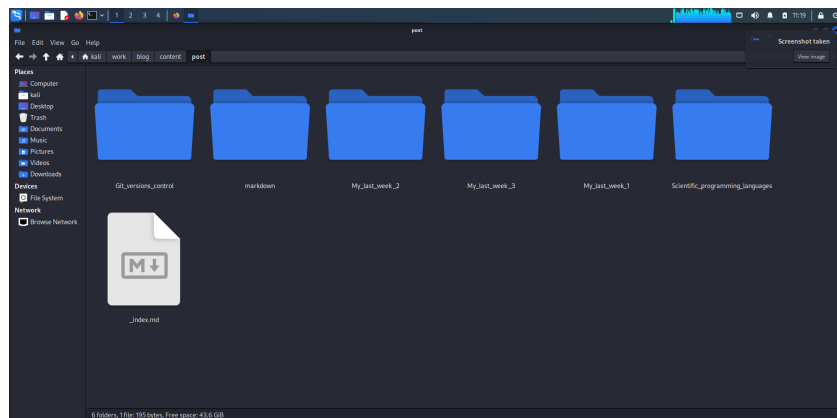 1 2 3 4
11:19
post
Screenshot taken
View image
File Edit View Go Help
kali work blog content post
Places
Computer
kali
Desktop
Trash
Documents
Music
Pictures
Videos
Downloads
Devices
File System
Network
Browse Network
Git_versions_control
markdown
My_last_week_2
My_last_week_3
My_last_week_1
Scientific_programming_languages
M
_index.md
6 folders, 1 file: 195 bytes, Free space: 43.6 GiB